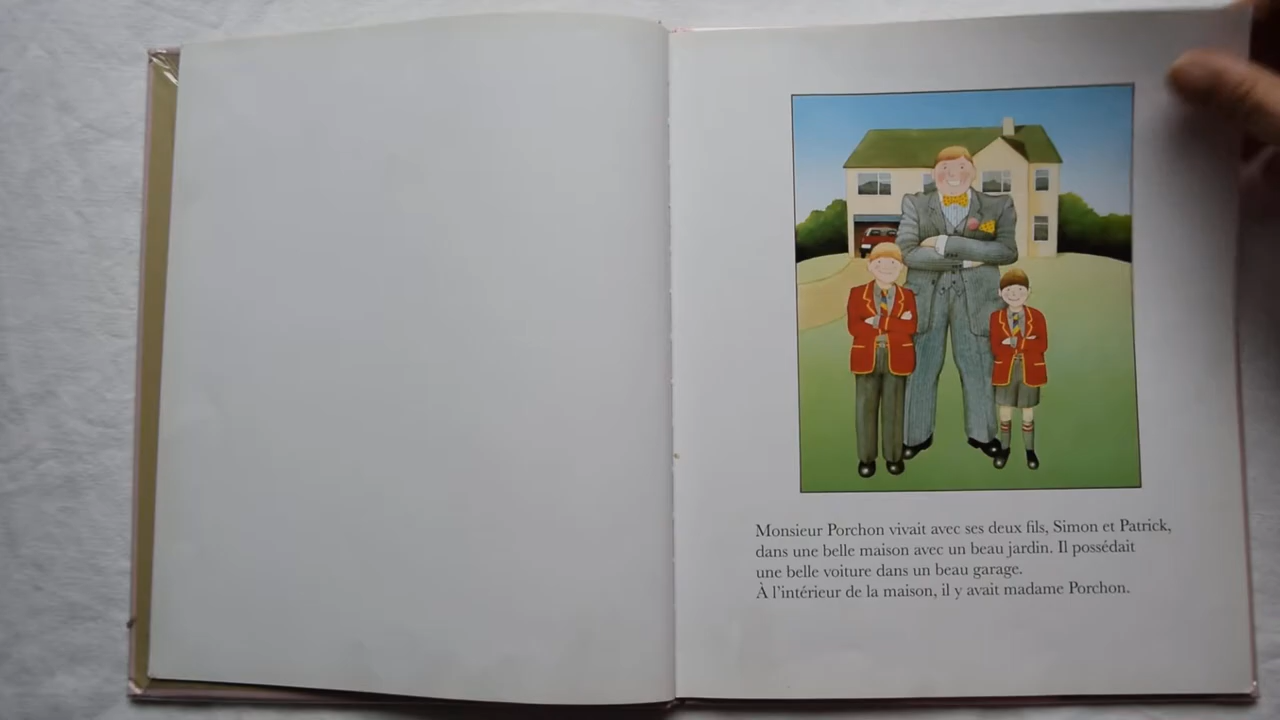 Monsieur Porchon vivait avec ses deux fils, Simon et Patrick,
dans une belle maison avec un beau jardin. Il possédait
une belle voiture dans un beau garage.
À l’intérieur de la maison, il y avait madame Porchon.